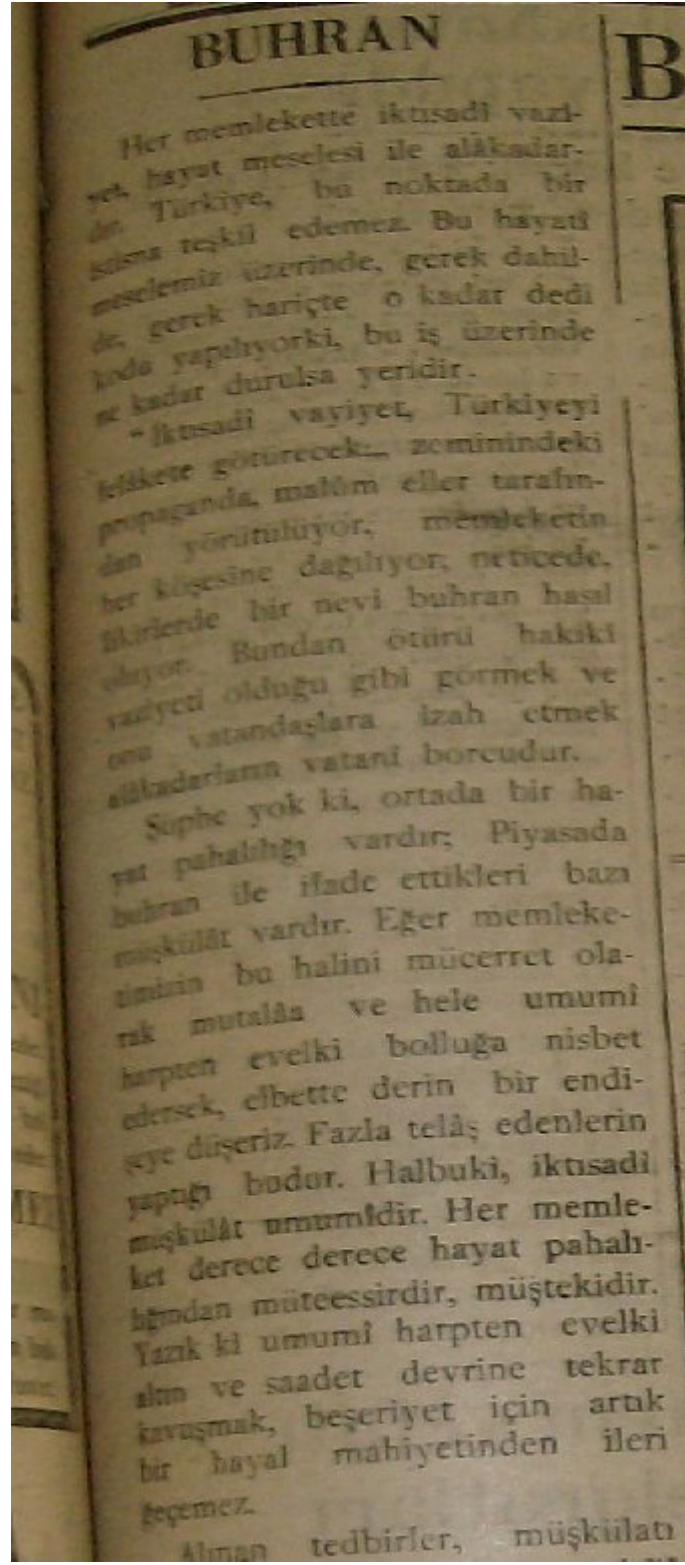 BUHRAN
B
Her memlekette iktısadî vazi-
yet, hayat meselesi ile alâkadar-
dır. Türkiye, bu noktada bir
istisna teşkil edemez. Bu hayatî
meselemiz üzerinde, gerek dahil-
de, gerek hariçte o kadar dedi
kodu yapılıyorki, bu iş üzerinde
ne kadar durulsa yeridir.
"İktısadî vayiyet, Türkiyeyi
felâkete götürecek:,, zeminindeki
propaganda, malûm eller tarafın-
dan yörütülüyor, memleketin
her köşesine dağılıyor; neticede,
fikirlerde bir nevi buhran hasıl
oluyor. Bundan ötürü hakikî
vaziyeti olduğu gibi görmek ve
onu vatandaşlara izah etmek
alâkadarların vatanî borcudur.
Şüphe yok ki, ortada bir ha-
yat pahalılığı vardır; Piyasada
buhran ile ifade ettikleri bazı
müşkülât vardır. Eğer memleke-
timizin bu halini mücerret ola-
rak mutalâa ve hele umumî
harpten evelki bolluğa nisbet
edersek, elbette derin bir endi-
şeye düşeriz. Fazla telâş edenlerin
yaptığı budur. Halbuki, iktısadî
müşkülât umumîdir. Her memle-
ket derece derece hayat pahalı-
lığından müteessirdir, müştekidir.
Yazık ki umumî harpten evelki
altın ve saadet devrine tekrar
kavuşmak, beşeriyet için artık
bir hayal mahiyetinden ileri
geçemez.
Alınan tedbirler, müşkülatı